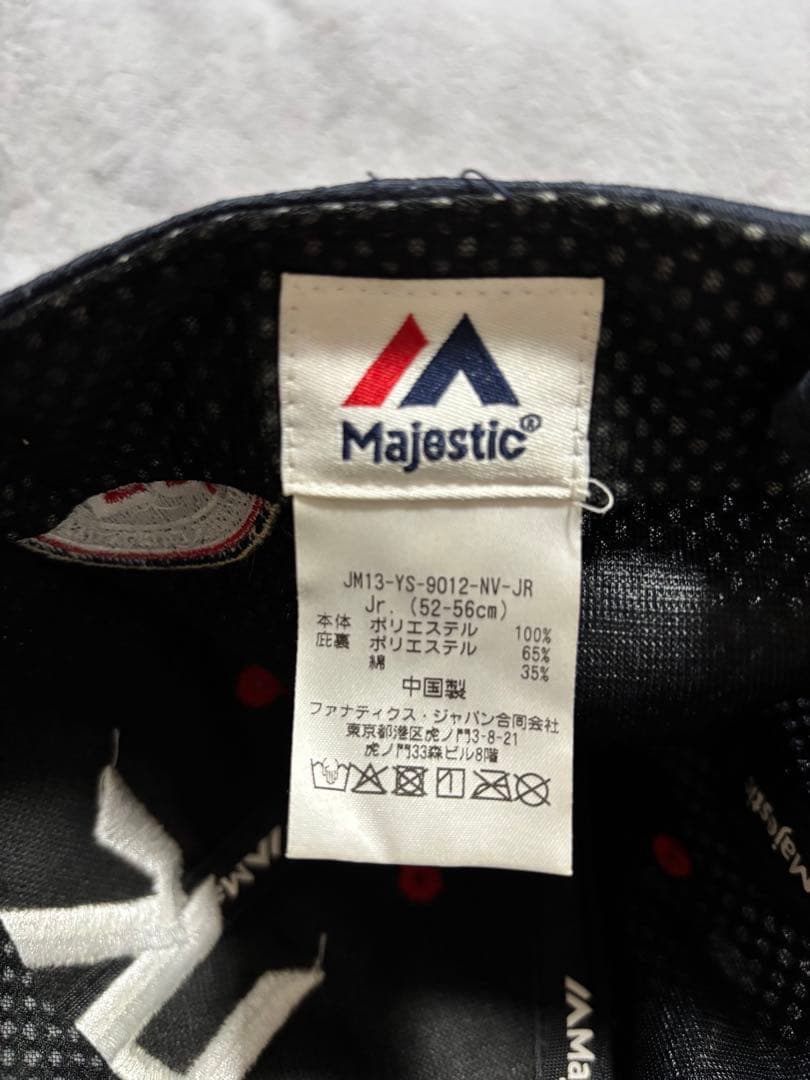 Majestic®
JM13-YS-9012-NV-JR
Jr. (52-56cm)
本体 ポリエステル 100%
庇裏 ポリエステル 65%
綿 35%
中国製
ファナティクス・ジャパン合同会社
東京都港区虎ノ門3-8-21
虎ノ門33森ビル8階
Majestic
Ma
Ma